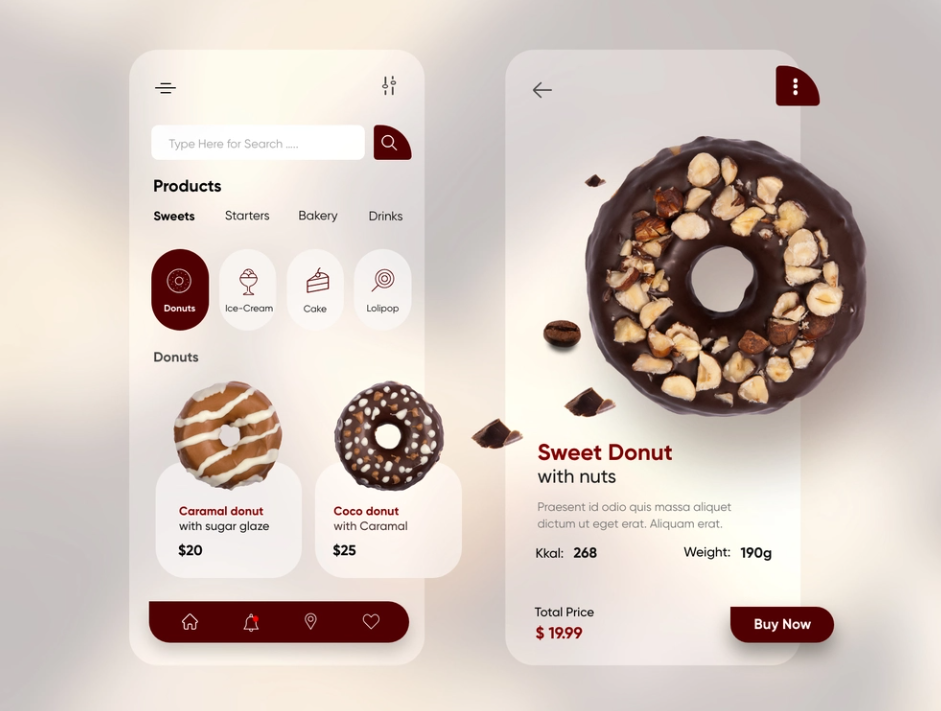 Type Here for Search .....
Products
Sweets Starters Bakery Drinks
Donuts Ice-Cream Cake Lolipop
Donuts
Caramal donut
with sugar glaze
$20
Coco donut
with Caramal
$25
Sweet Donut
with nuts
Praesent id odio quis massa aliquet
dictum ut eget erat. Aliquam erat.
Kkal: 268 Weight: 190g
Total Price
$ 19.99
Buy Now